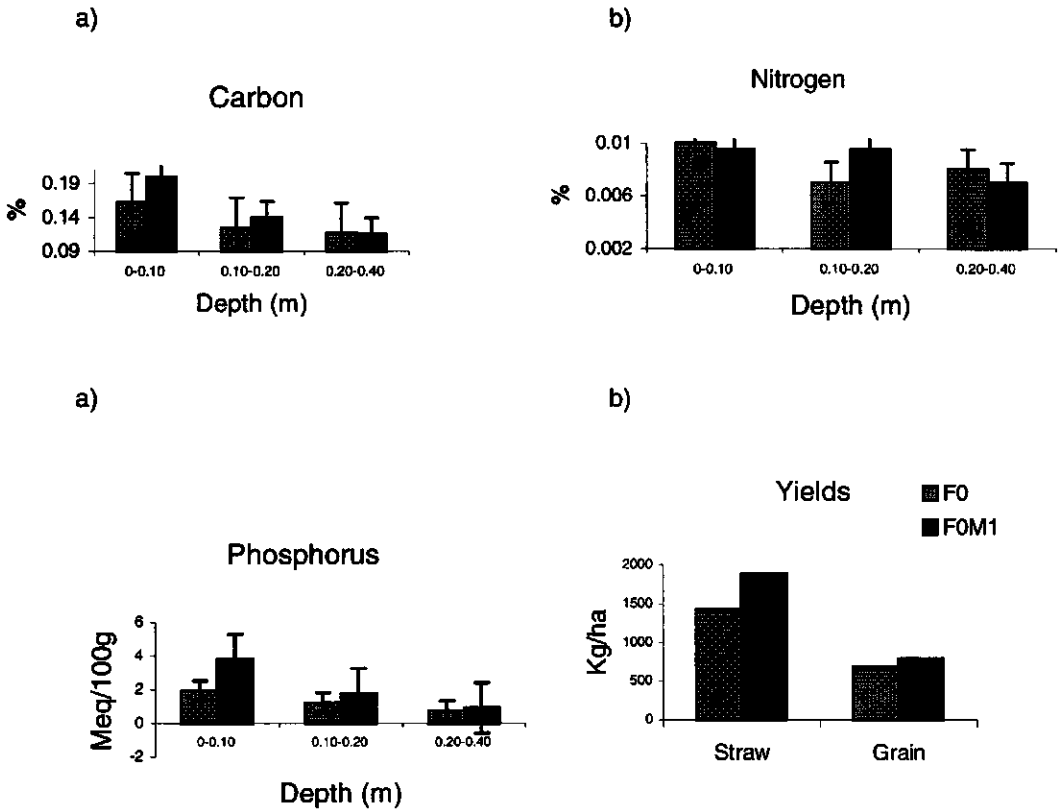 a)
Carbon
%
0.19
0.14
0.09
0-0.10
0.10-0.20
0.20-0.40
Depth (m)
b)
Nitrogen
%
0.01
0.006
0.002
0-0.10
0.10-0.20
0.20-0.40
Depth (m)
a)
Phosphorus
Meq/100g
6
4
2
0
-2
0-0.10
0.10-0.20
0.20-0.40
Depth (m)
b)
Yields
F0
F0M1
Kg/ha
2000
1500
1000
500
0
Straw
Grain